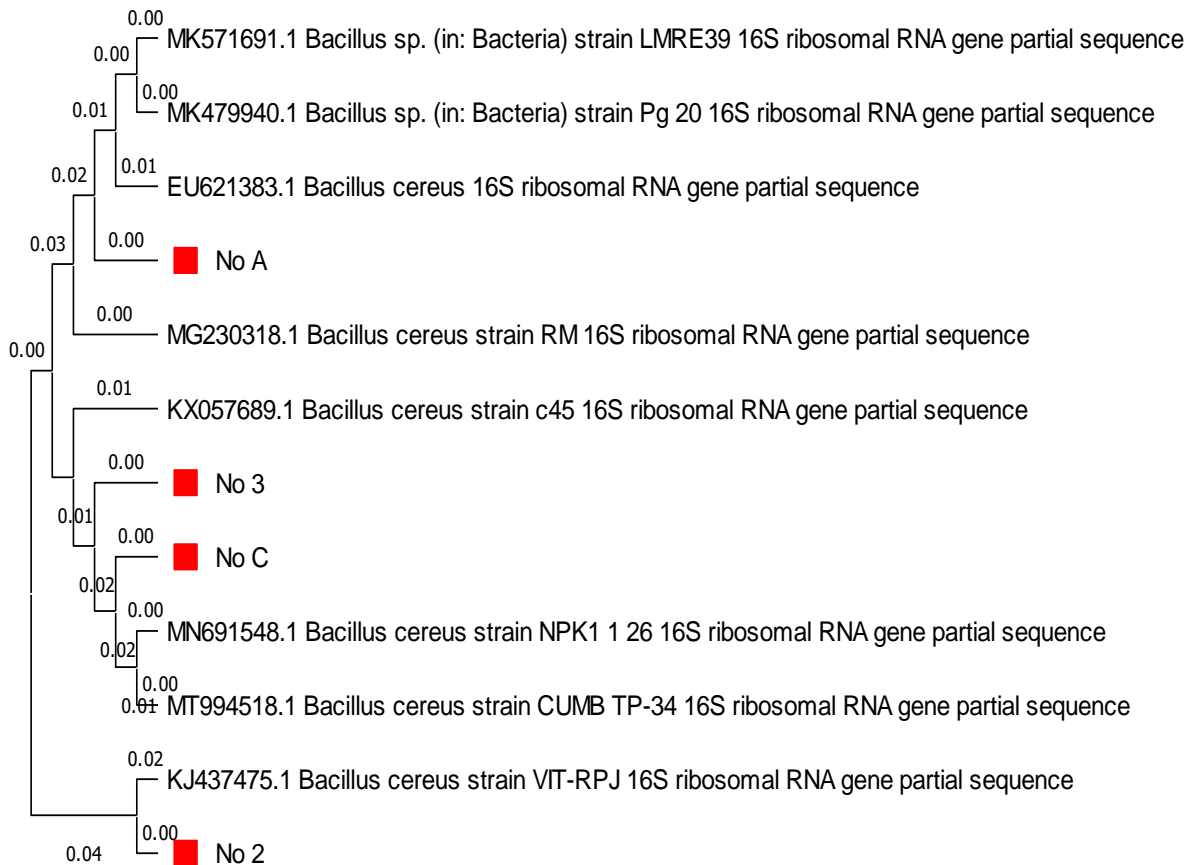 0.00
MK571691.1 Bacillus sp. (in: Bacteria) strain LMRE39 16S ribosomal RNA gene partial sequence
0.00
0.00
MK479940.1 Bacillus sp. (in: Bacteria) strain Pg 20 16S ribosomal RNA gene partial sequence
0.01
0.01
EU621383.1 Bacillus cereus 16S ribosomal RNA gene partial sequence
0.02
0.00
No A
0.03
0.00
MG230318.1 Bacillus cereus strain RM 16S ribosomal RNA gene partial sequence
0.00
0.01
KX057689.1 Bacillus cereus strain c45 16S ribosomal RNA gene partial sequence
0.00
No 3
0.01
0.00
No C
0.02
0.00
MN691548.1 Bacillus cereus strain NPK1 1 26 16S ribosomal RNA gene partial sequence
0.02
0.00
0.01
MT994518.1 Bacillus cereus strain CUMB TP-34 16S ribosomal RNA gene partial sequence
0.02
KJ437475.1 Bacillus cereus strain VIT-RPJ 16S ribosomal RNA gene partial sequence
0.00
No 2
0.04